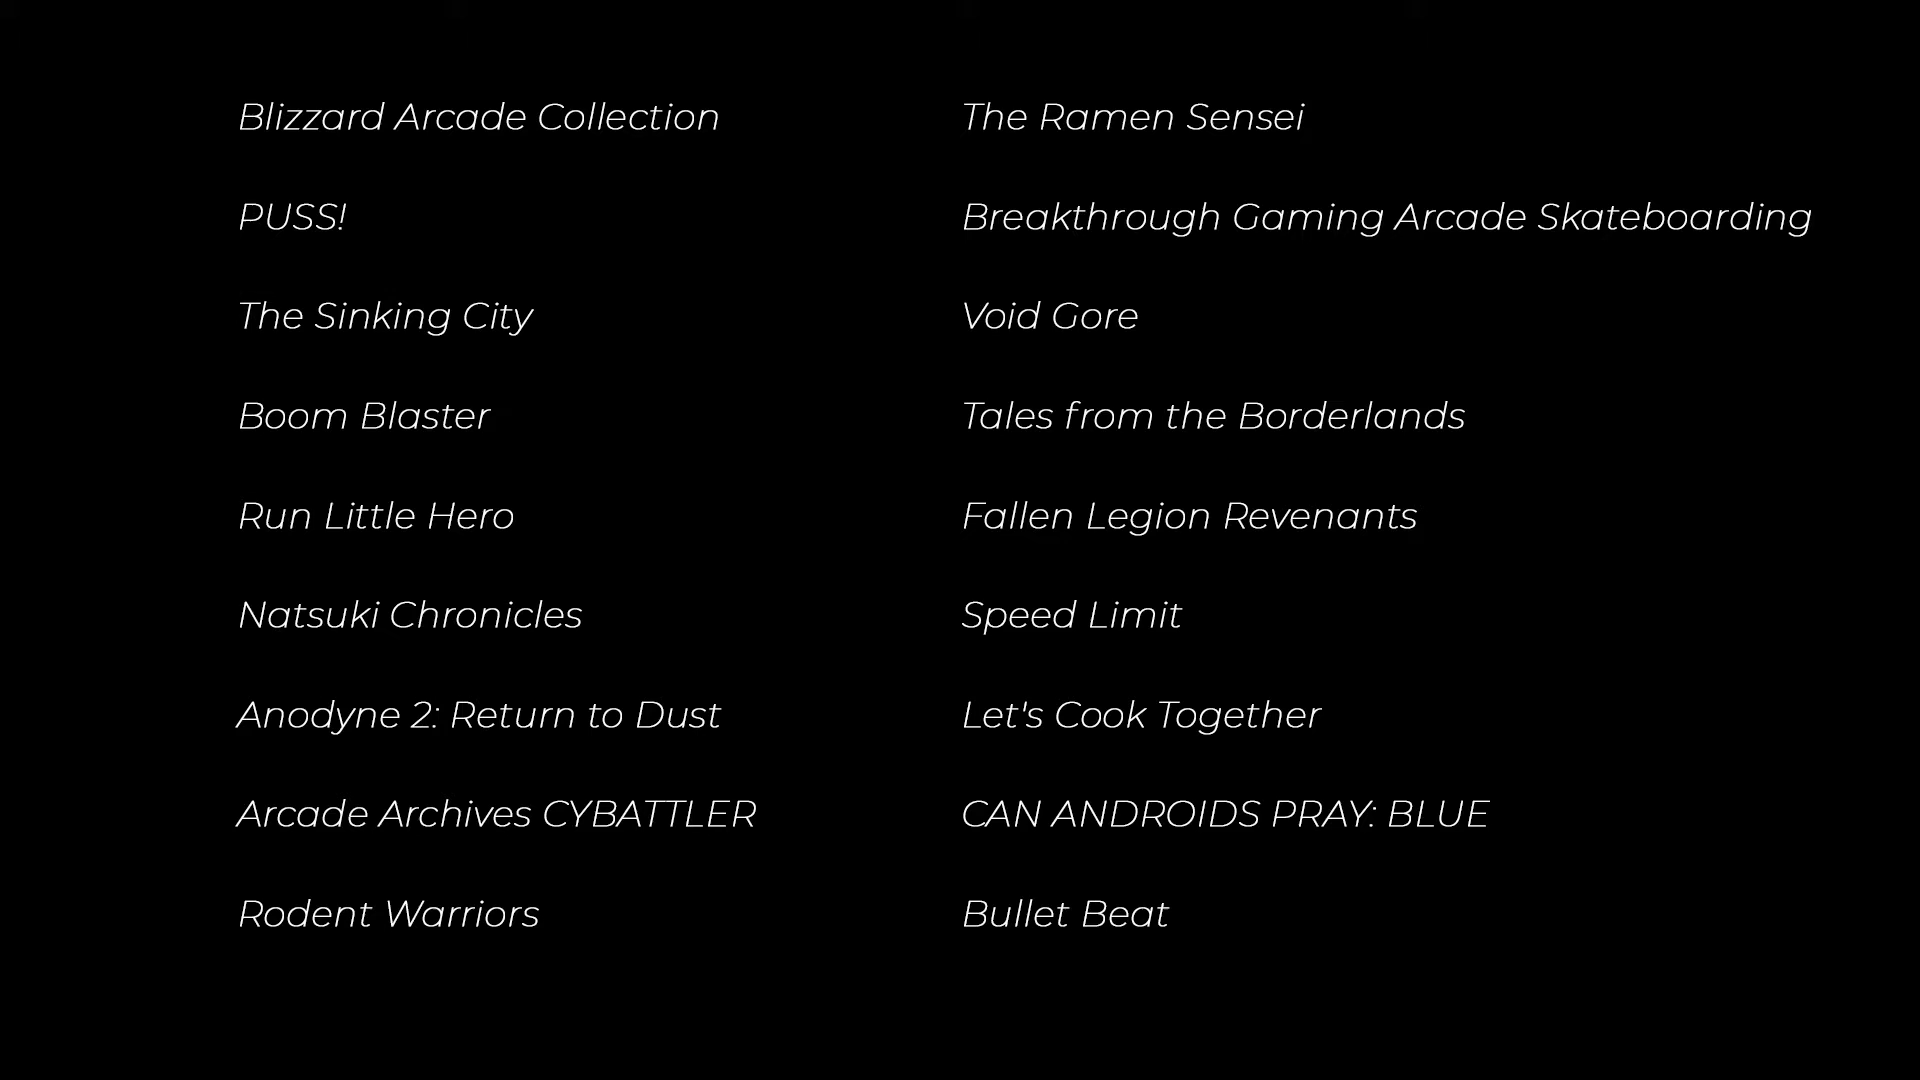 Blizzard Arcade Collection
PUSS!
The Sinking City
Boom Blaster
Run Little Hero
Natsuki Chronicles
Anodyne 2: Return to Dust
Arcade Archives CYBATTLER
Rodent Warriors
The Ramen Sensei
Breakthrough Gaming Arcade Skateboarding
Void Gore
Tales from the Borderlands
Fallen Legion Revenants
Speed Limit
Let's Cook Together
CAN ANDROIDS PRAY: BLUE
Bullet Beat